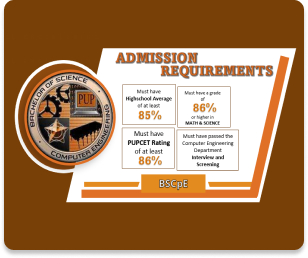 ADMISSION
REQUIREMENTS
BACHELOR OF SCIENCE
PUP
COMPUTER ENGINEERING
Must have
Highschool Average
of at least
85%
Must have a grade
of
86%
or higher in
MATH & SCIENCE
Must have
PUPCET Rating
of at least
86%
Must have passed the
Computer Engineering
Department
Interview and
Screening
BSCpE